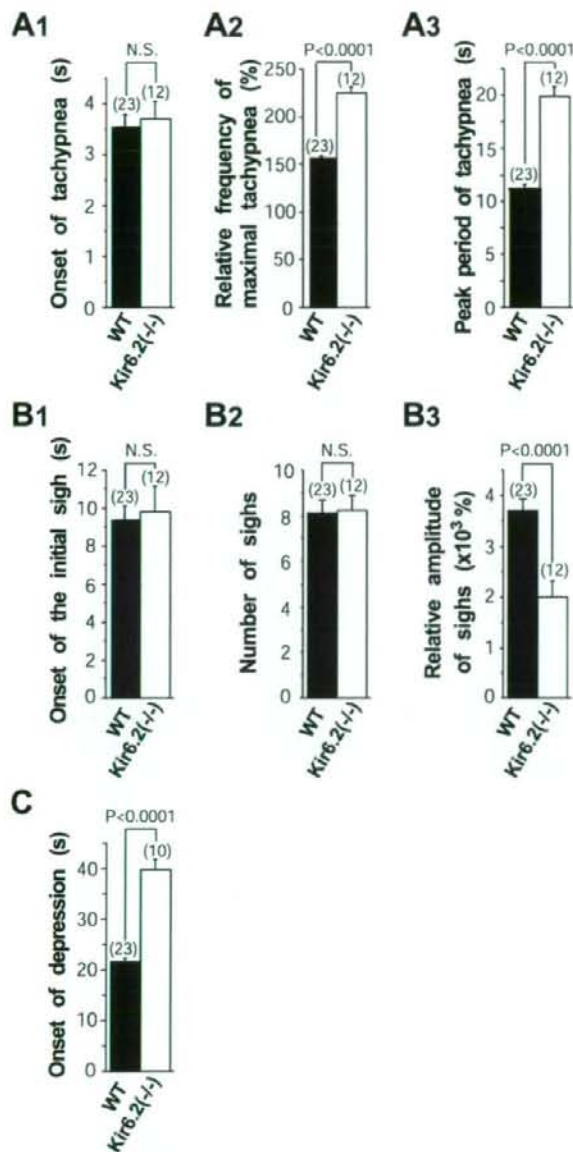 A1
N.S.
Onset of tachypnea (s)
4
3
2
1
0
(23)
(12)
WT
Kir6.2(-/-)
A2
P<0.0001
Relative frequency of
maximal tachypnea (%)
250
200
150
100
50
0
(23)
(12)
WT
Kir6.2(-/-)
A3
P<0.0001
Peak period of tachypnea (s)
20
15
10
5
0
(23)
(12)
WT
Kir6.2(-/-)
B1
N.S.
Onset of the initial sigh (s)
12
10
8
6
4
2
0
(23)
(12)
WT
Kir6.2(-/-)
B2
N.S.
Number of sighs
10
8
6
4
2
0
(23)
(12)
WT
Kir6.2(-/-)
B3
P<0.0001
Relative amplitude
of sighs (x10³%)
4
3
2
1
0
(23)
(12)
WT
Kir6.2(-/-)
C
P<0.0001
Onset of depression (s)
40
30
20
10
0
(23)
(10)
WT
Kir6.2(-/-)